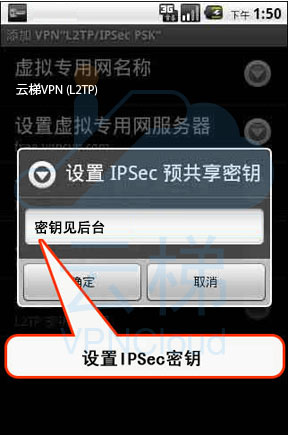 3G
下午 1:50
添加 VPN"L2TP/IPSec PSK"
虚拟专用网名称
云梯VPN (L2TP)
设置虚拟专用网服务器
设置 IPSec 预共享密钥
密钥见后台
确定
取消
云梯
VPNCloud
设置IPSec密钥